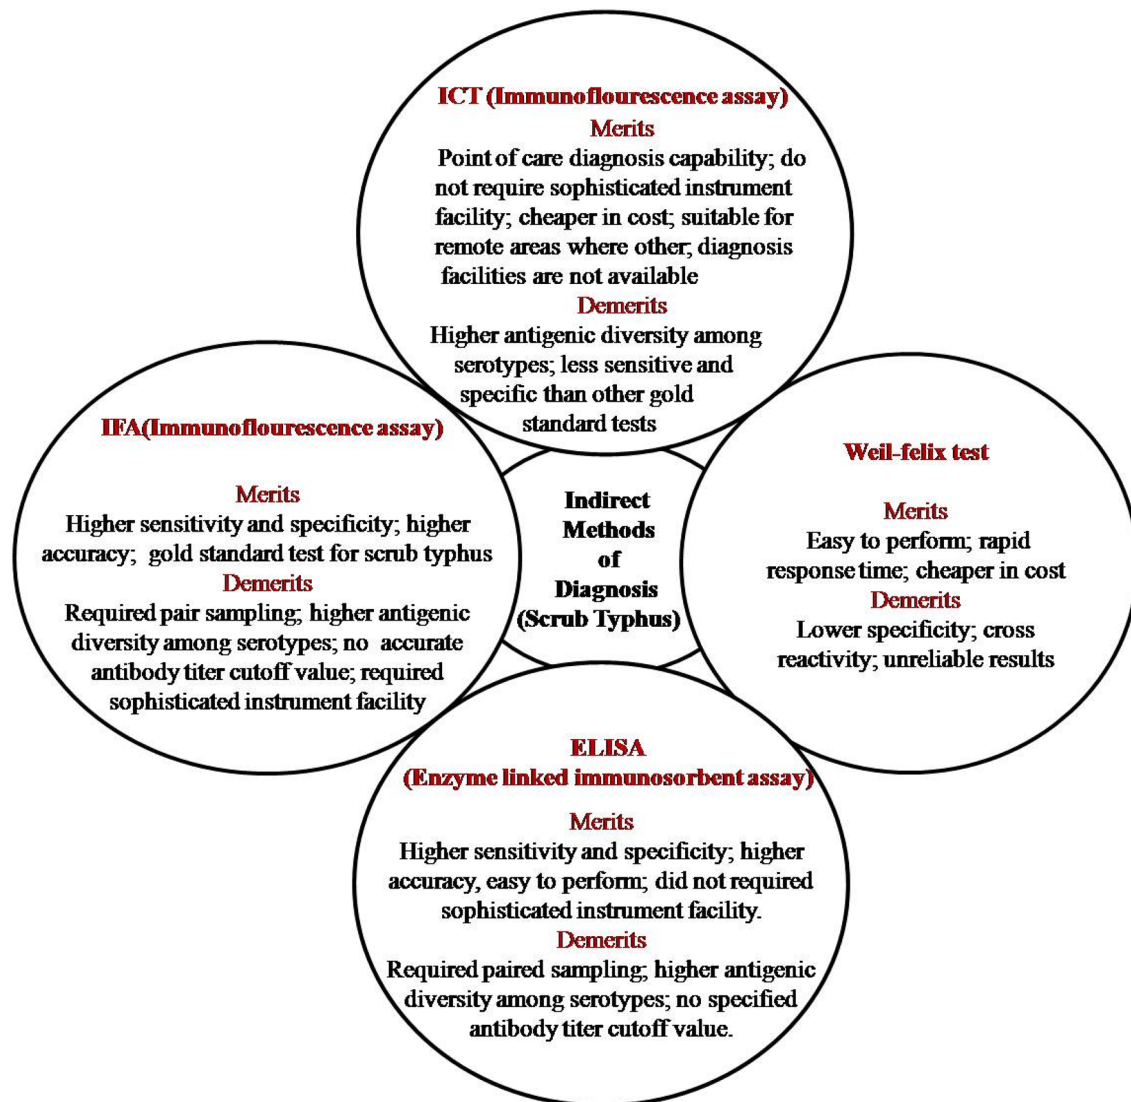 ICT (Immunoflourescence assay)
Merits
Point of care diagnosis capability; do
not require sophisticated instrument
facility; cheaper in cost; suitable for
remote areas where other; diagnosis
facilities are not available
Demerits
Higher antigenic diversity among
serotypes; less sensitive and
specific than other gold
standard tests
IFA(Immunoflourescence assay)
Merits
Higher sensitivity and specificity; higher
accuracy; gold standard test for scrub typhus
Demerits
Required pair sampling; higher antigenic
diversity among serotypes; no accurate
antibody titer cutoff value; required
sophisticated instrument facility
Indirect
Methods
of
Diagnosis
(Scrub Typhus)
Weil-felix test
Merits
Easy to perform; rapid
response time; cheaper in cost
Demerits
Lower specificity; cross
reactivity; unreliable results
ELISA
(Enzyme linked immunosorbent assay)
Merits
Higher sensitivity and specificity; higher
accuracy, easy to perform; did not required
sophisticated instrument facility.
Demerits
Required paired sampling; higher antigenic
diversity among serotypes; no specified
antibody titer cutoff value.